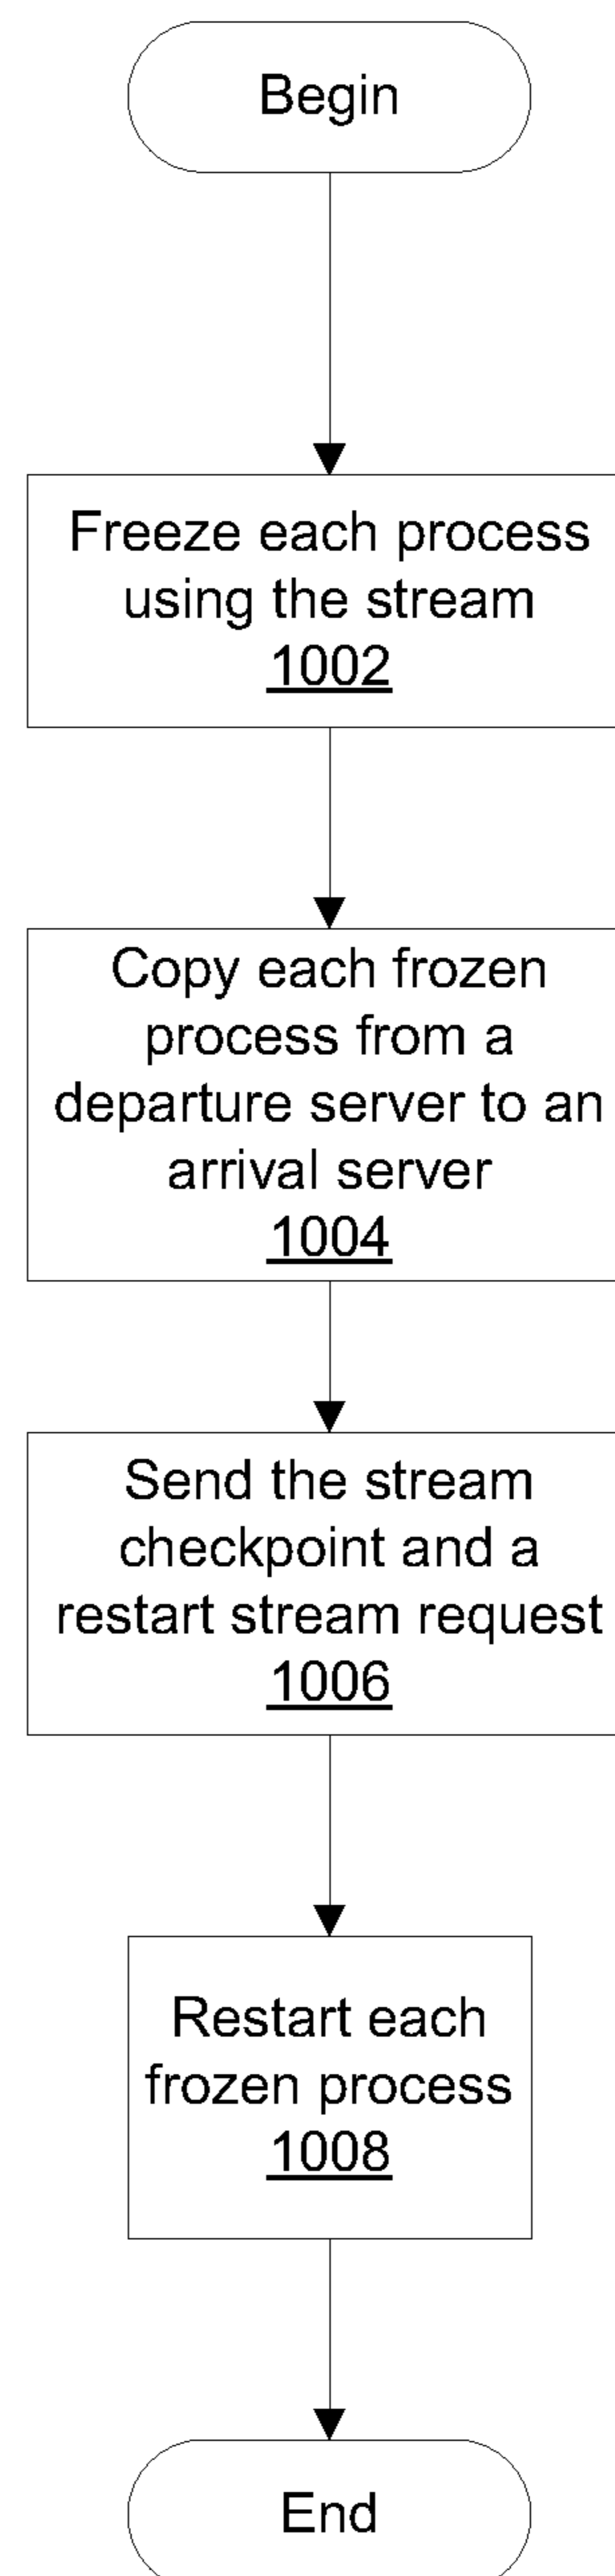 Begin
Freeze each process
using the stream
1002
Copy each frozen
process from a
departure server to an
arrival server
1004
Send the stream
checkpoint and a
restart stream request
1006
Restart each
frozen process
1008
End